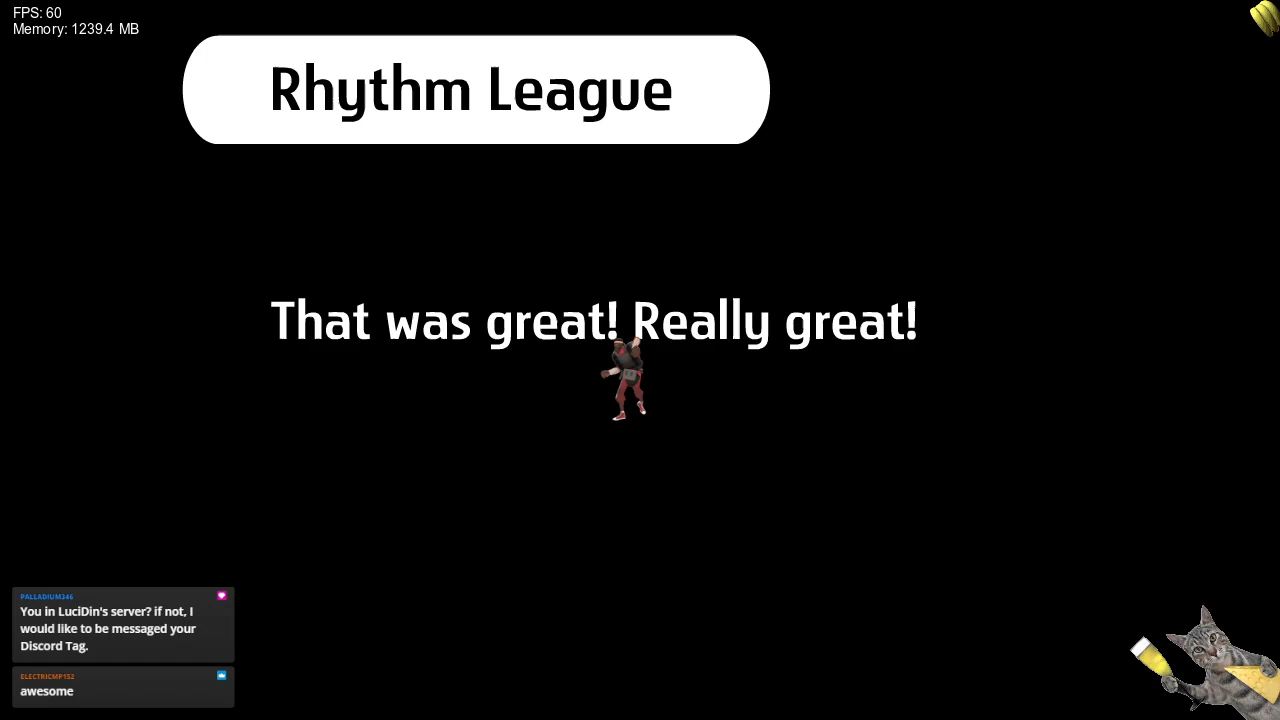 FPS: 60
Memory: 1239.4 MB
Rhythm League
That was great! Really great!
PALLADIUM346
You in LuciDin's server? if not, I
would like to be messaged your
Discord Tag.
ELECTRICMP152
awesome